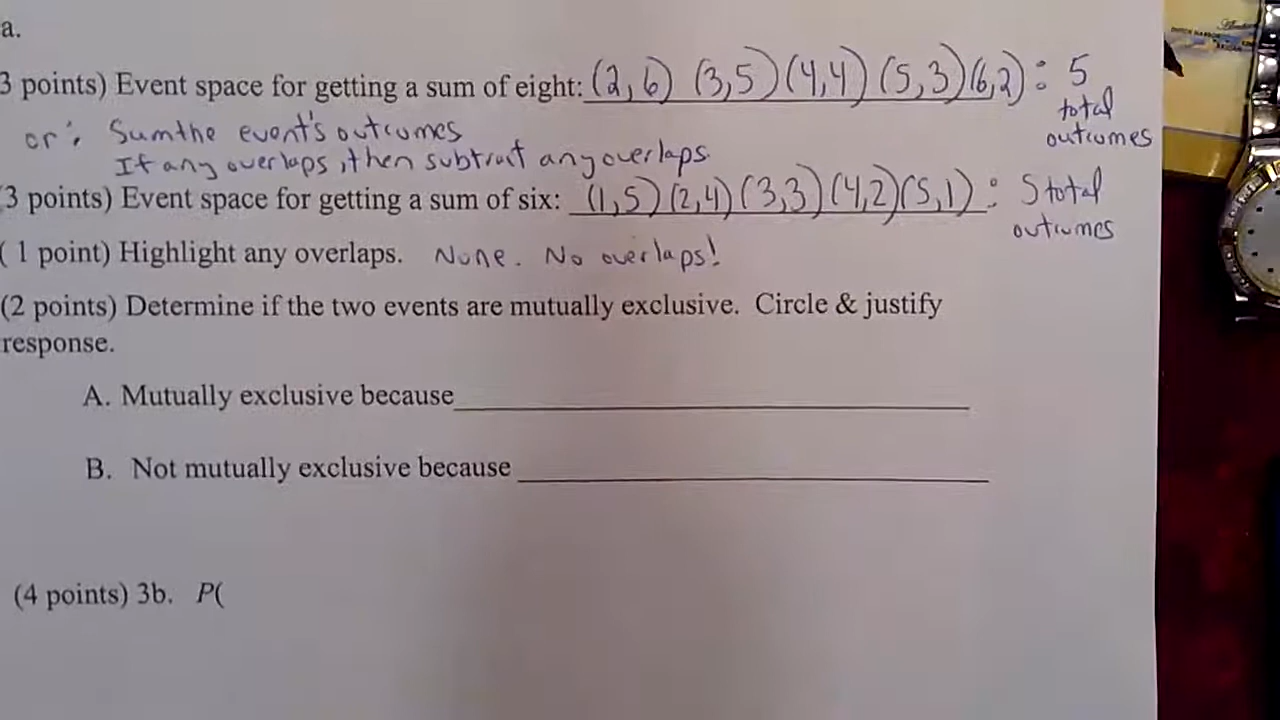 a.
3 points) Event space for getting a sum of eight: (2,6) (3,5) (4,4) (5,3) (6,2) : 5 total outcomes
or: Sum the event's outcomes
If any overlaps, then subtract any overlaps.
(3 points) Event space for getting a sum of six: (1,5) (2,4) (3,3) (4,2) (5,1) : 5 total outcomes
( 1 point) Highlight any overlaps. None. No overlaps!
(2 points) Determine if the two events are mutually exclusive. Circle & justify
response.
A. Mutually exclusive because
B. Not mutually exclusive because
(4 points) 3b. P(